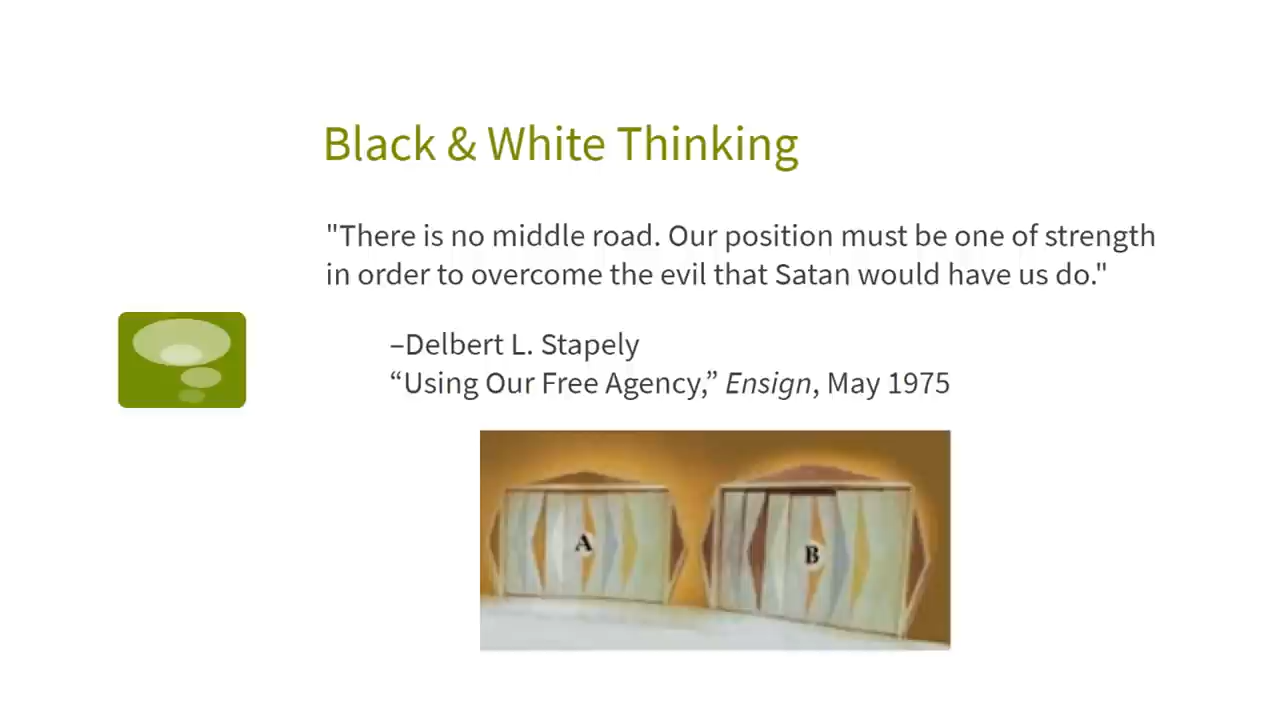 Black & White Thinking
"There is no middle road. Our position must be one of strength
in order to overcome the evil that Satan would have us do."
–Delbert L. Stapely
“Using Our Free Agency,” Ensign, May 1975
A
B